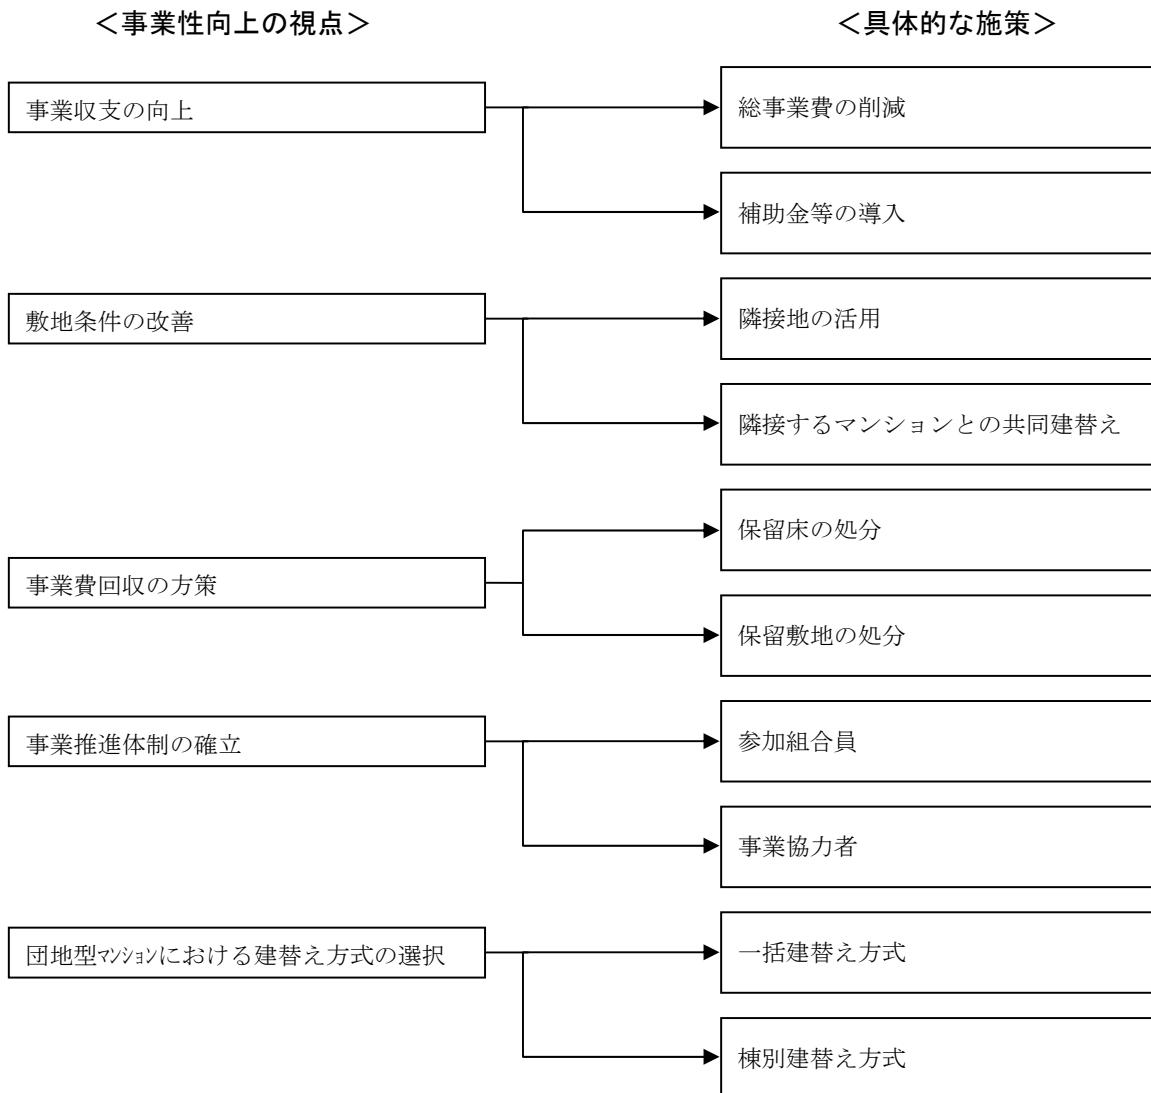 ＜事業性向上の視点＞
＜具体的な施策＞
事業収支の向上
総事業費の削減
補助金等の導入
敷地条件の改善
隣接地の活用
隣接するマンションとの共同建替え
事業費回収の方策
保留床の処分
保留敷地の処分
事業推進体制の確立
参加組合員
事業協力者
団地型ﾏﾝｼｮﾝにおける建替え方式の選択
一括建替え方式
棟別建替え方式